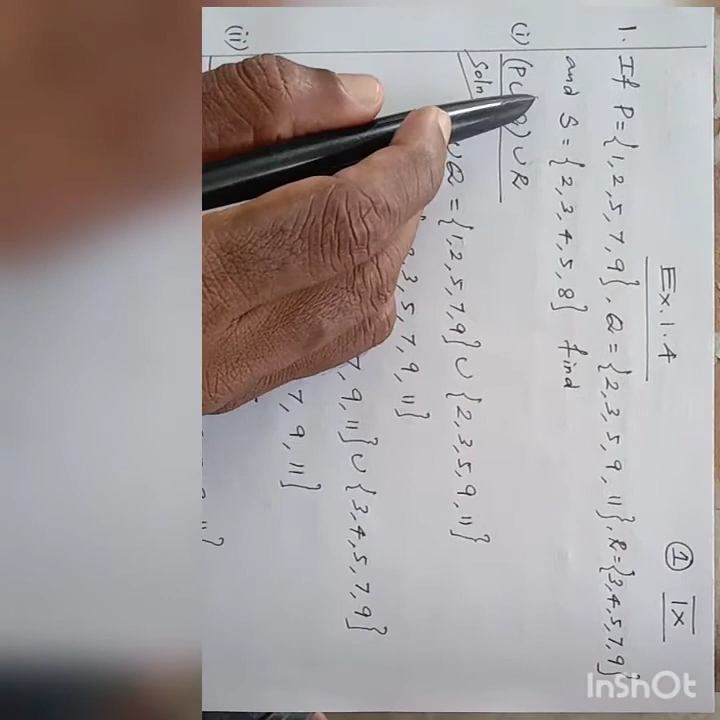 Ex.1.4
① IX
1. If P={1,2,5,7,9}, Q={2,3,5,9,11}, R={3,4,5,7,9}
and S={2,3,4,5,8} find
(i) (P∪Q)∪R
Soln ∪Q = {1,2,5,7,9} ∪ {2,3,5,9,11}
3, 5, 7, 9, 11}
7, 9, 11} ∪ {3,4,5,7,9}
7, 9, 11}
(ii)
InShOt